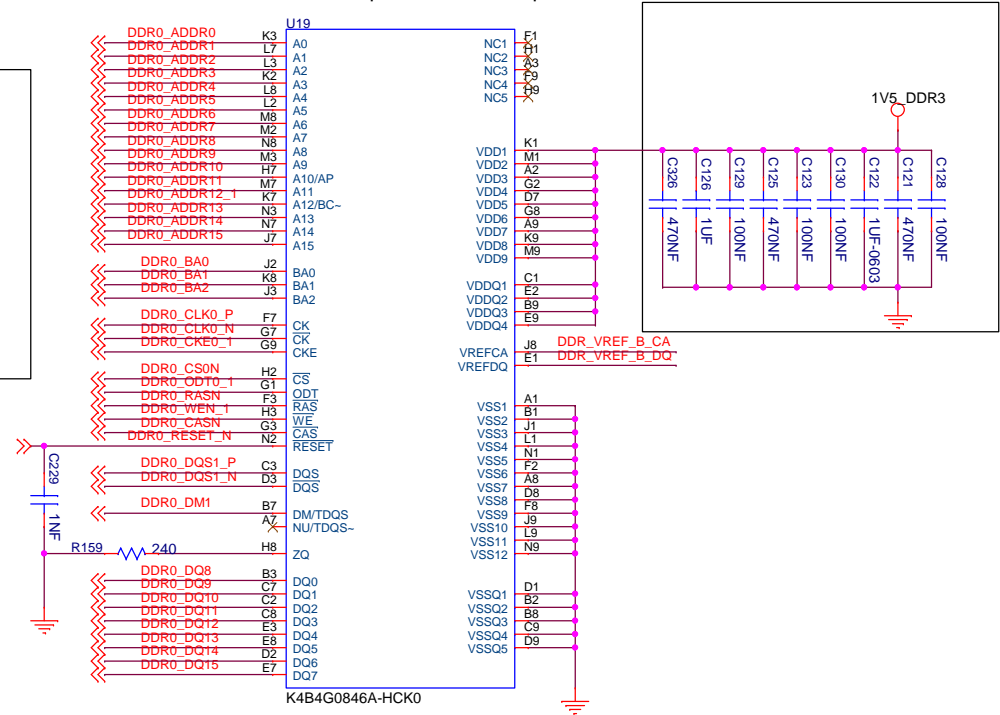 U19
DDR0_ADDR0 K3 A0
DDR0_ADDR1 L7 A1
DDR0_ADDR2 L3 A2
DDR0_ADDR3 K2 A3
DDR0_ADDR4 L8 A4
DDR0_ADDR5 L2 A5
DDR0_ADDR6 M8 A6
DDR0_ADDR7 M2 A7
DDR0_ADDR8 N8 A8
DDR0_ADDR9 M3 A9
DDR0_ADDR10 H7 A10/AP
DDR0_ADDR11 M7 A11
DDR0_ADDR12_1 K7 A12/BC~
DDR0_ADDR13 N3 A13
DDR0_ADDR14 N7 A14
DDR0_ADDR15 J7 A15
DDR0_BA0 J2 BA0
DDR0_BA1 K8 BA1
DDR0_BA2 J3 BA2
DDR0_CLK0_P F7 CK
DDR0_CLK0_N G7 CK
DDR0_CKE0_1 G9 CKE
DDR0_CS0N H2 CS
DDR0_ODT0_1 G1 ODT
DDR0_RASN F3 RAS
DDR0_WEN_1 H3 WE
DDR0_CASN G3 CAS
DDR0_RESET_N N2 RESET
C229
1NF
DDR0_DQS1_P C3 DQS
DDR0_DQS1_N D3 DQS
DDR0_DM1 B7 DM/TDQS
A7 NU/TDQS~
R159 240 H8 ZQ
DDR0_DQ8 B3 DQ0
DDR0_DQ9 C7 DQ1
DDR0_DQ10 C2 DQ2
DDR0_DQ11 C8 DQ3
DDR0_DQ12 E3 DQ4
DDR0_DQ13 E8 DQ5
DDR0_DQ14 D2 DQ6
DDR0_DQ15 E7 DQ7
K4B4G0846A-HCK0
NC1 F1
NC2 H1
NC3 A3
NC4 F9
NC5 H9
VDD1 K1
VDD2 M1
VDD3 A2
VDD4 G2
VDD5 D7
VDD6 G8
VDD7 A9
VDD8 K9
VDD9 M9
VDDQ1 C1
VDDQ2 E2
VDDQ3 B9
VDDQ4 E9
VREFCA J8 DDR_VREF_B_CA
VREFDQ E1 DDR_VREF_B_DQ
VSS1 A1
VSS2 B1
VSS3 J1
VSS4 L1
VSS5 N1
VSS6 F2
VSS7 A8
VSS8 D8
VSS9 F8
VSS10 J9
VSS11 L9
VSS12 N9
VSSQ1 D1
VSSQ2 B2
VSSQ3 B8
VSSQ4 C9
VSSQ5 D9
1V5_DDR3
C326 470NF
C126 1UF
C129 100NF
C125 470NF
C123 100NF
C130 100NF
C122 1UF-0603
C121 470NF
C128 100NF